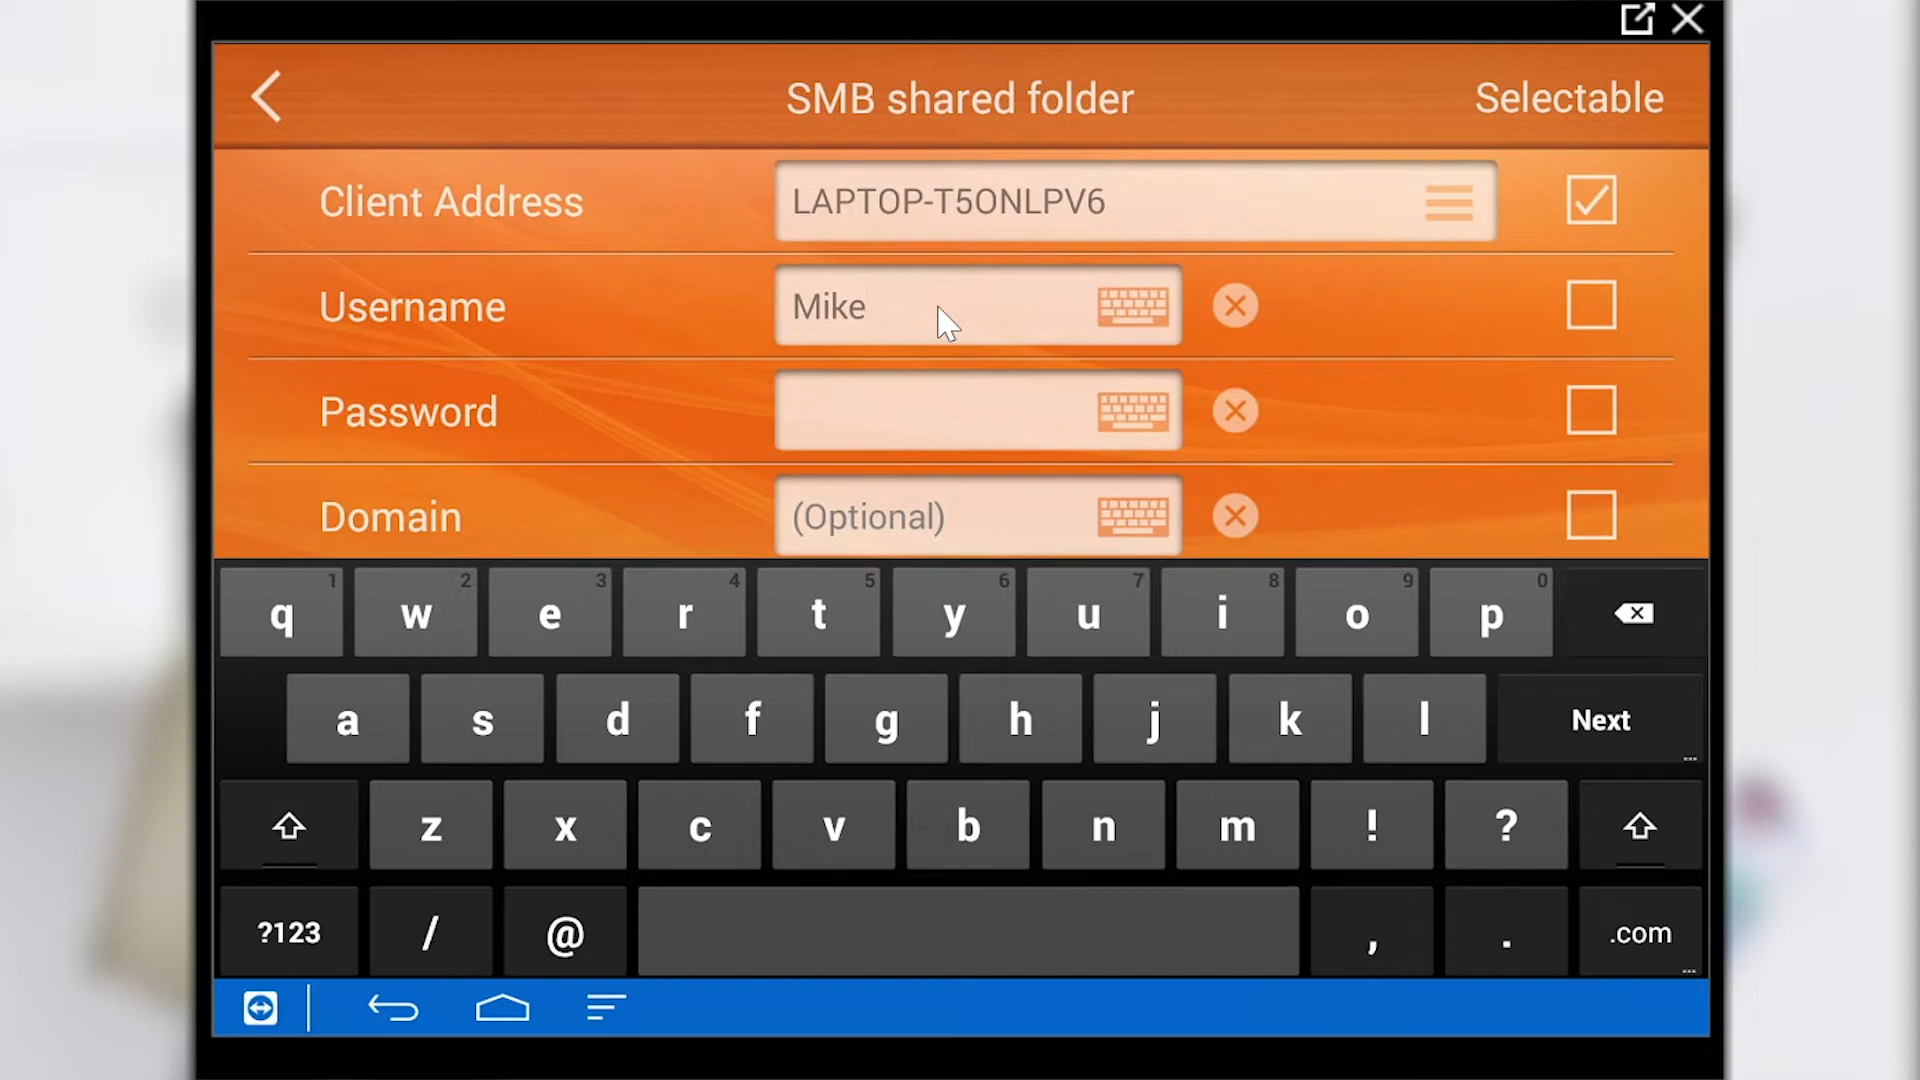 SMB shared folder Selectable
Client Address LAPTOP-T5ONLPV6
Username Mike
Password
Domain (Optional)
1 2 3 4 5 6 7 8 9 0
q w e r t y u i o p
a s d f g h j k l Next
z x c v b n m ! ?
?123 / @ , . .com